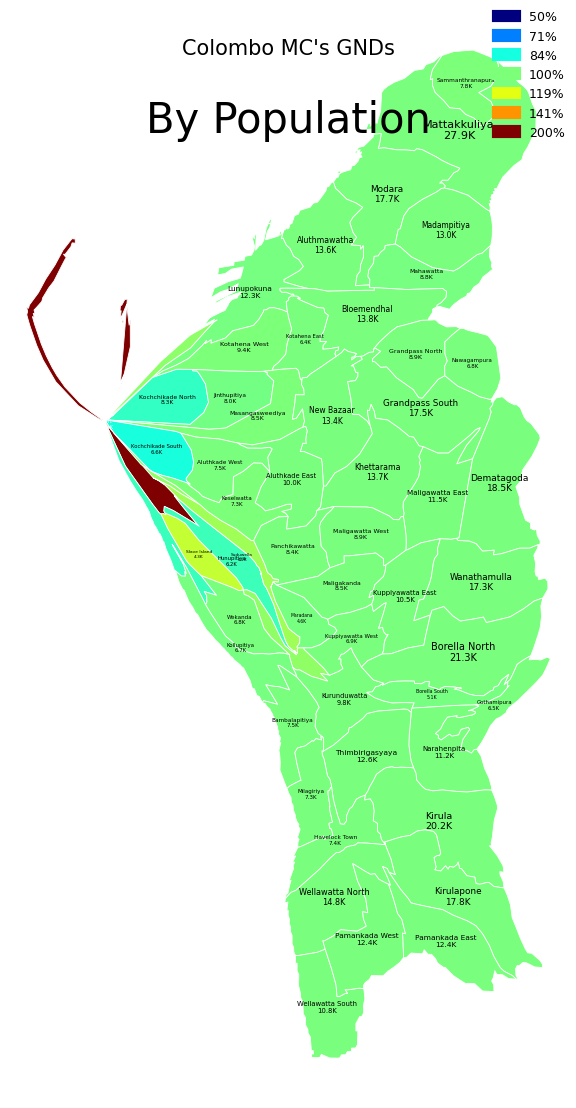 Colombo MC's GNDs
By Population
50%
71%
84%
100%
119%
141%
200%
Sammanthranapura
7.8K
Mattakkuliya
27.9K
Modara
17.7K
Madampitiya
13.0K
Aluthmawatha
13.6K
Mahawatta
8.8K
Lunupokuna
12.3K
Bloemendhal
13.8K
Kotahena East
6.4K
Kotahena West
9.4K
Grandpass North
8.9K
Nawagampura
6.8K
Kochchikade North
8.3K
Jinthupitiya
8.0K
Masangasweediya
8.5K
New Bazaar
13.4K
Grandpass South
17.5K
Kochchikade South
6.6K
Aluthkade West
7.5K
Aluthkade East
10.0K
Khettarama
13.7K
Dematagoda
18.5K
Keselwatta
7.3K
Maligawatta East
11.5K
Maligawatta West
8.9K
Panchikawatta
8.4K
Slave Island
4.3K
Hunupitiya
6.2K
Maligakanda
8.5K
Kuppiyawatta East
10.5K
Wanathamulla
17.3K
Wekanda
6.8K
Maradana
4.6K
Kuppiyawatta West
6.9K
Kollupitiya
6.7K
Borella North
21.3K
Kurunduwatta
9.8K
Borella South
5.1K
Gothamipura
6.5K
Bambalapitiya
7.5K
Thimbirigasyaya
12.6K
Narahenpita
11.2K
Milagiriya
7.3K
Kirula
20.2K
Havelock Town
7.4K
Wellawatta North
14.8K
Kirulapone
17.8K
Pamankada West
12.4K
Pamankada East
12.4K
Wellawatta South
10.8K